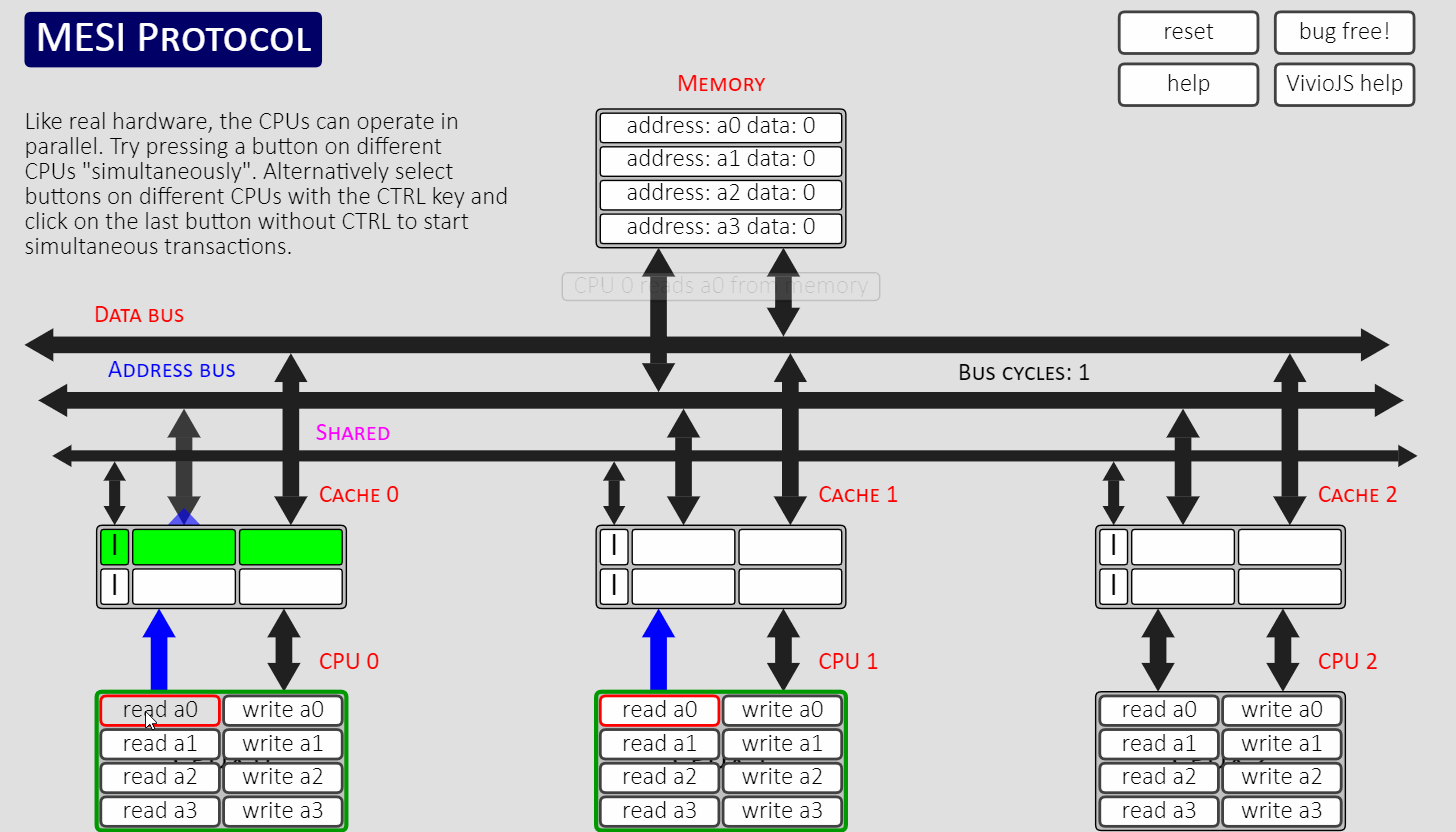 MESI Protocol
reset
bug free!
help
VivioJS help
Like real hardware, the CPUs can operate in
parallel. Try pressing a button on different
CPUs "simultaneously". Alternatively select
buttons on different CPUs with the CTRL key and
click on the last button without CTRL to start
simultaneous transactions.
Memory
address: a0 data: 0
address: a1 data: 0
address: a2 data: 0
address: a3 data: 0
CPU 0 reads a0 from memory
Data bus
Address bus
Bus cycles: 1
Shared
Cache 0
Cache 1
Cache 2
I
I
I
I
I
I
CPU 0
CPU 1
CPU 2
read a0 write a0
read a1 write a1
read a2 write a2
read a3 write a3
read a0 write a0
read a1 write a1
read a2 write a2
read a3 write a3
read a0 write a0
read a1 write a1
read a2 write a2
read a3 write a3